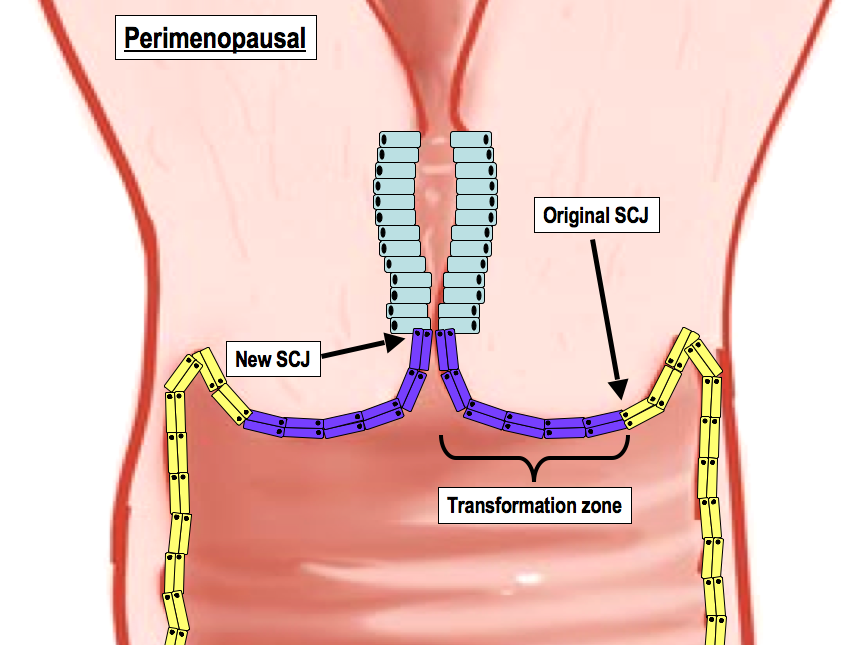 Perimenopausal
Original SCJ
New SCJ
Transformation zone